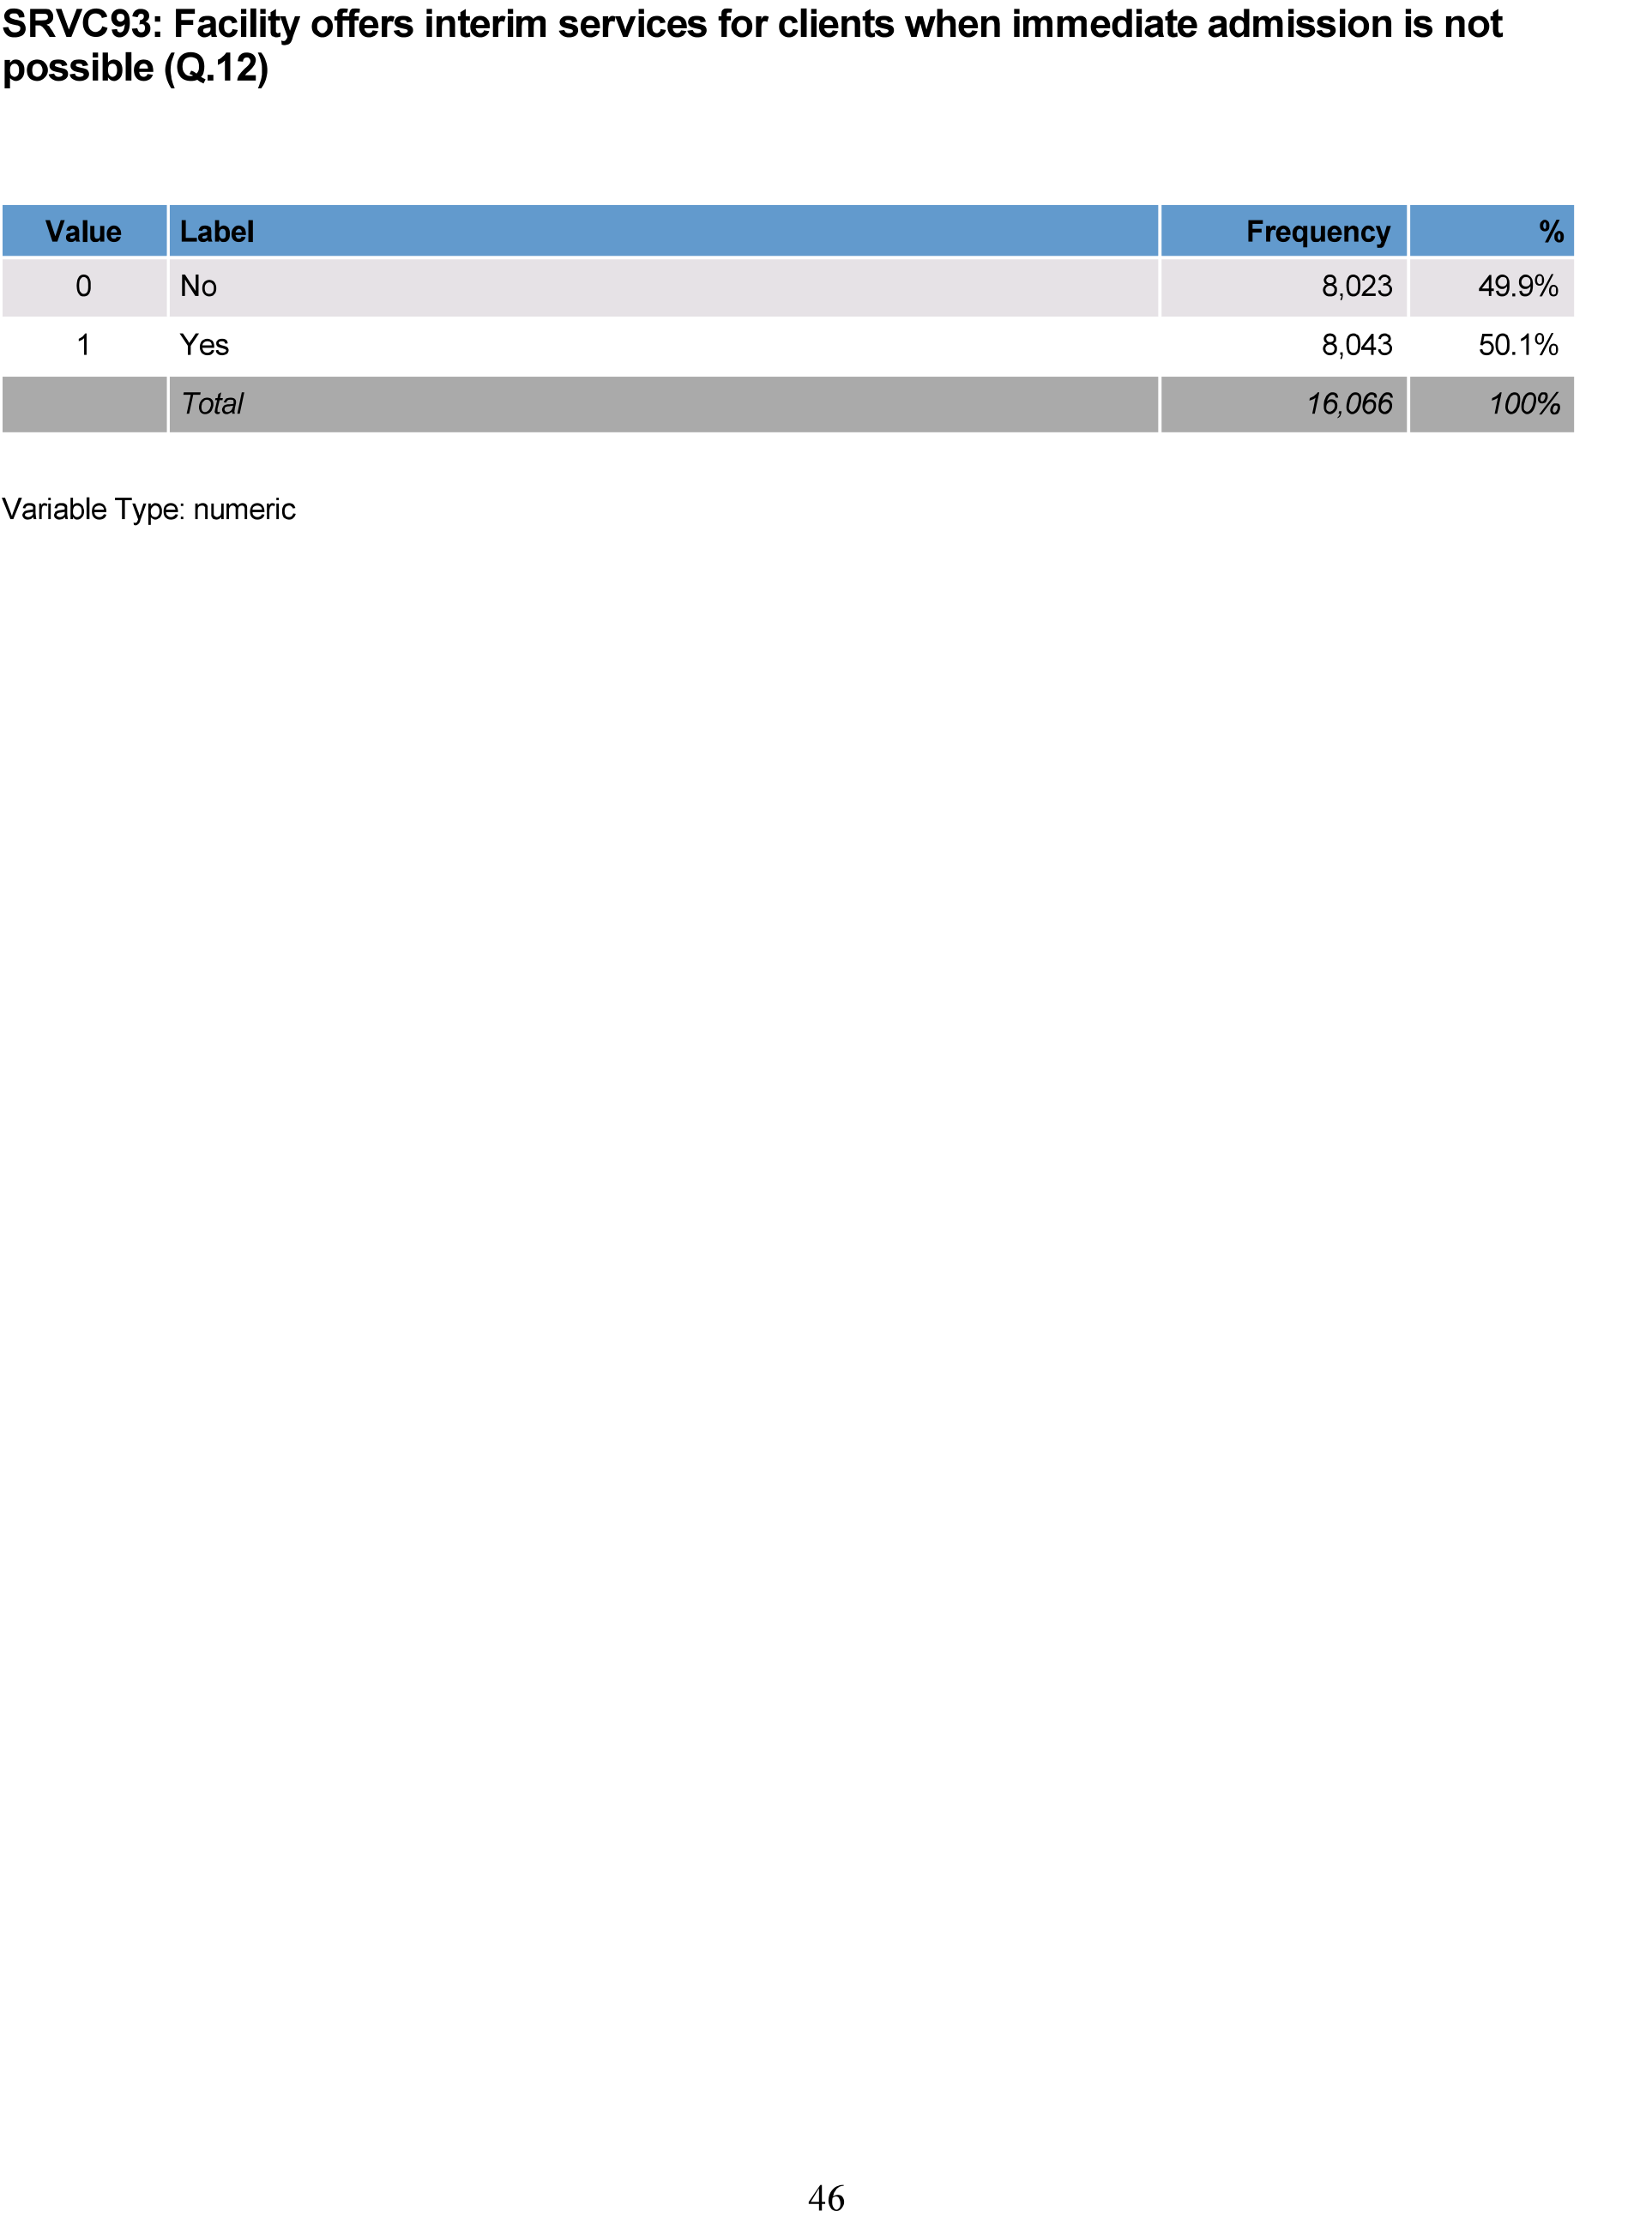 SRVC93: Facility offers interim services for clients when immediate admission is not
possible (Q.12)
Value Label Frequency %
0 No 8,023 49.9%
1 Yes 8,043 50.1%
Total 16,066 100%
Variable Type: numeric
46